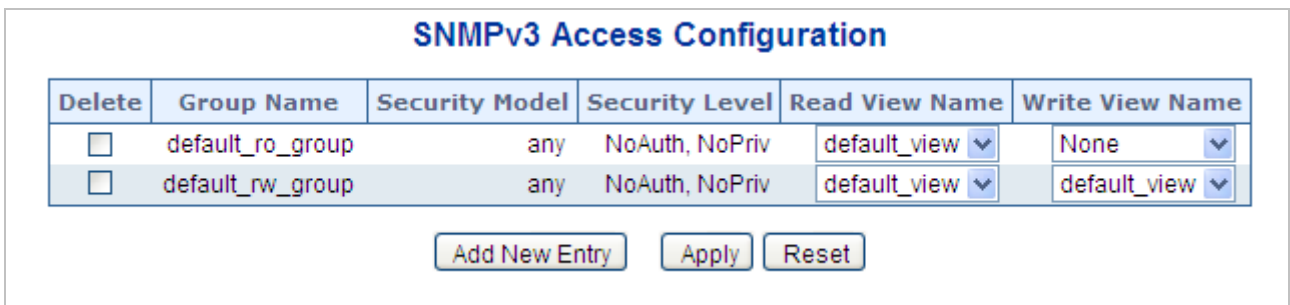 SNMPv3 Access Configuration
Delete Group Name Security Model Security Level Read View Name Write View Name
default_ro_group any NoAuth, NoPriv default_view None
default_rw_group any NoAuth, NoPriv default_view default_view
Add New Entry Apply Reset